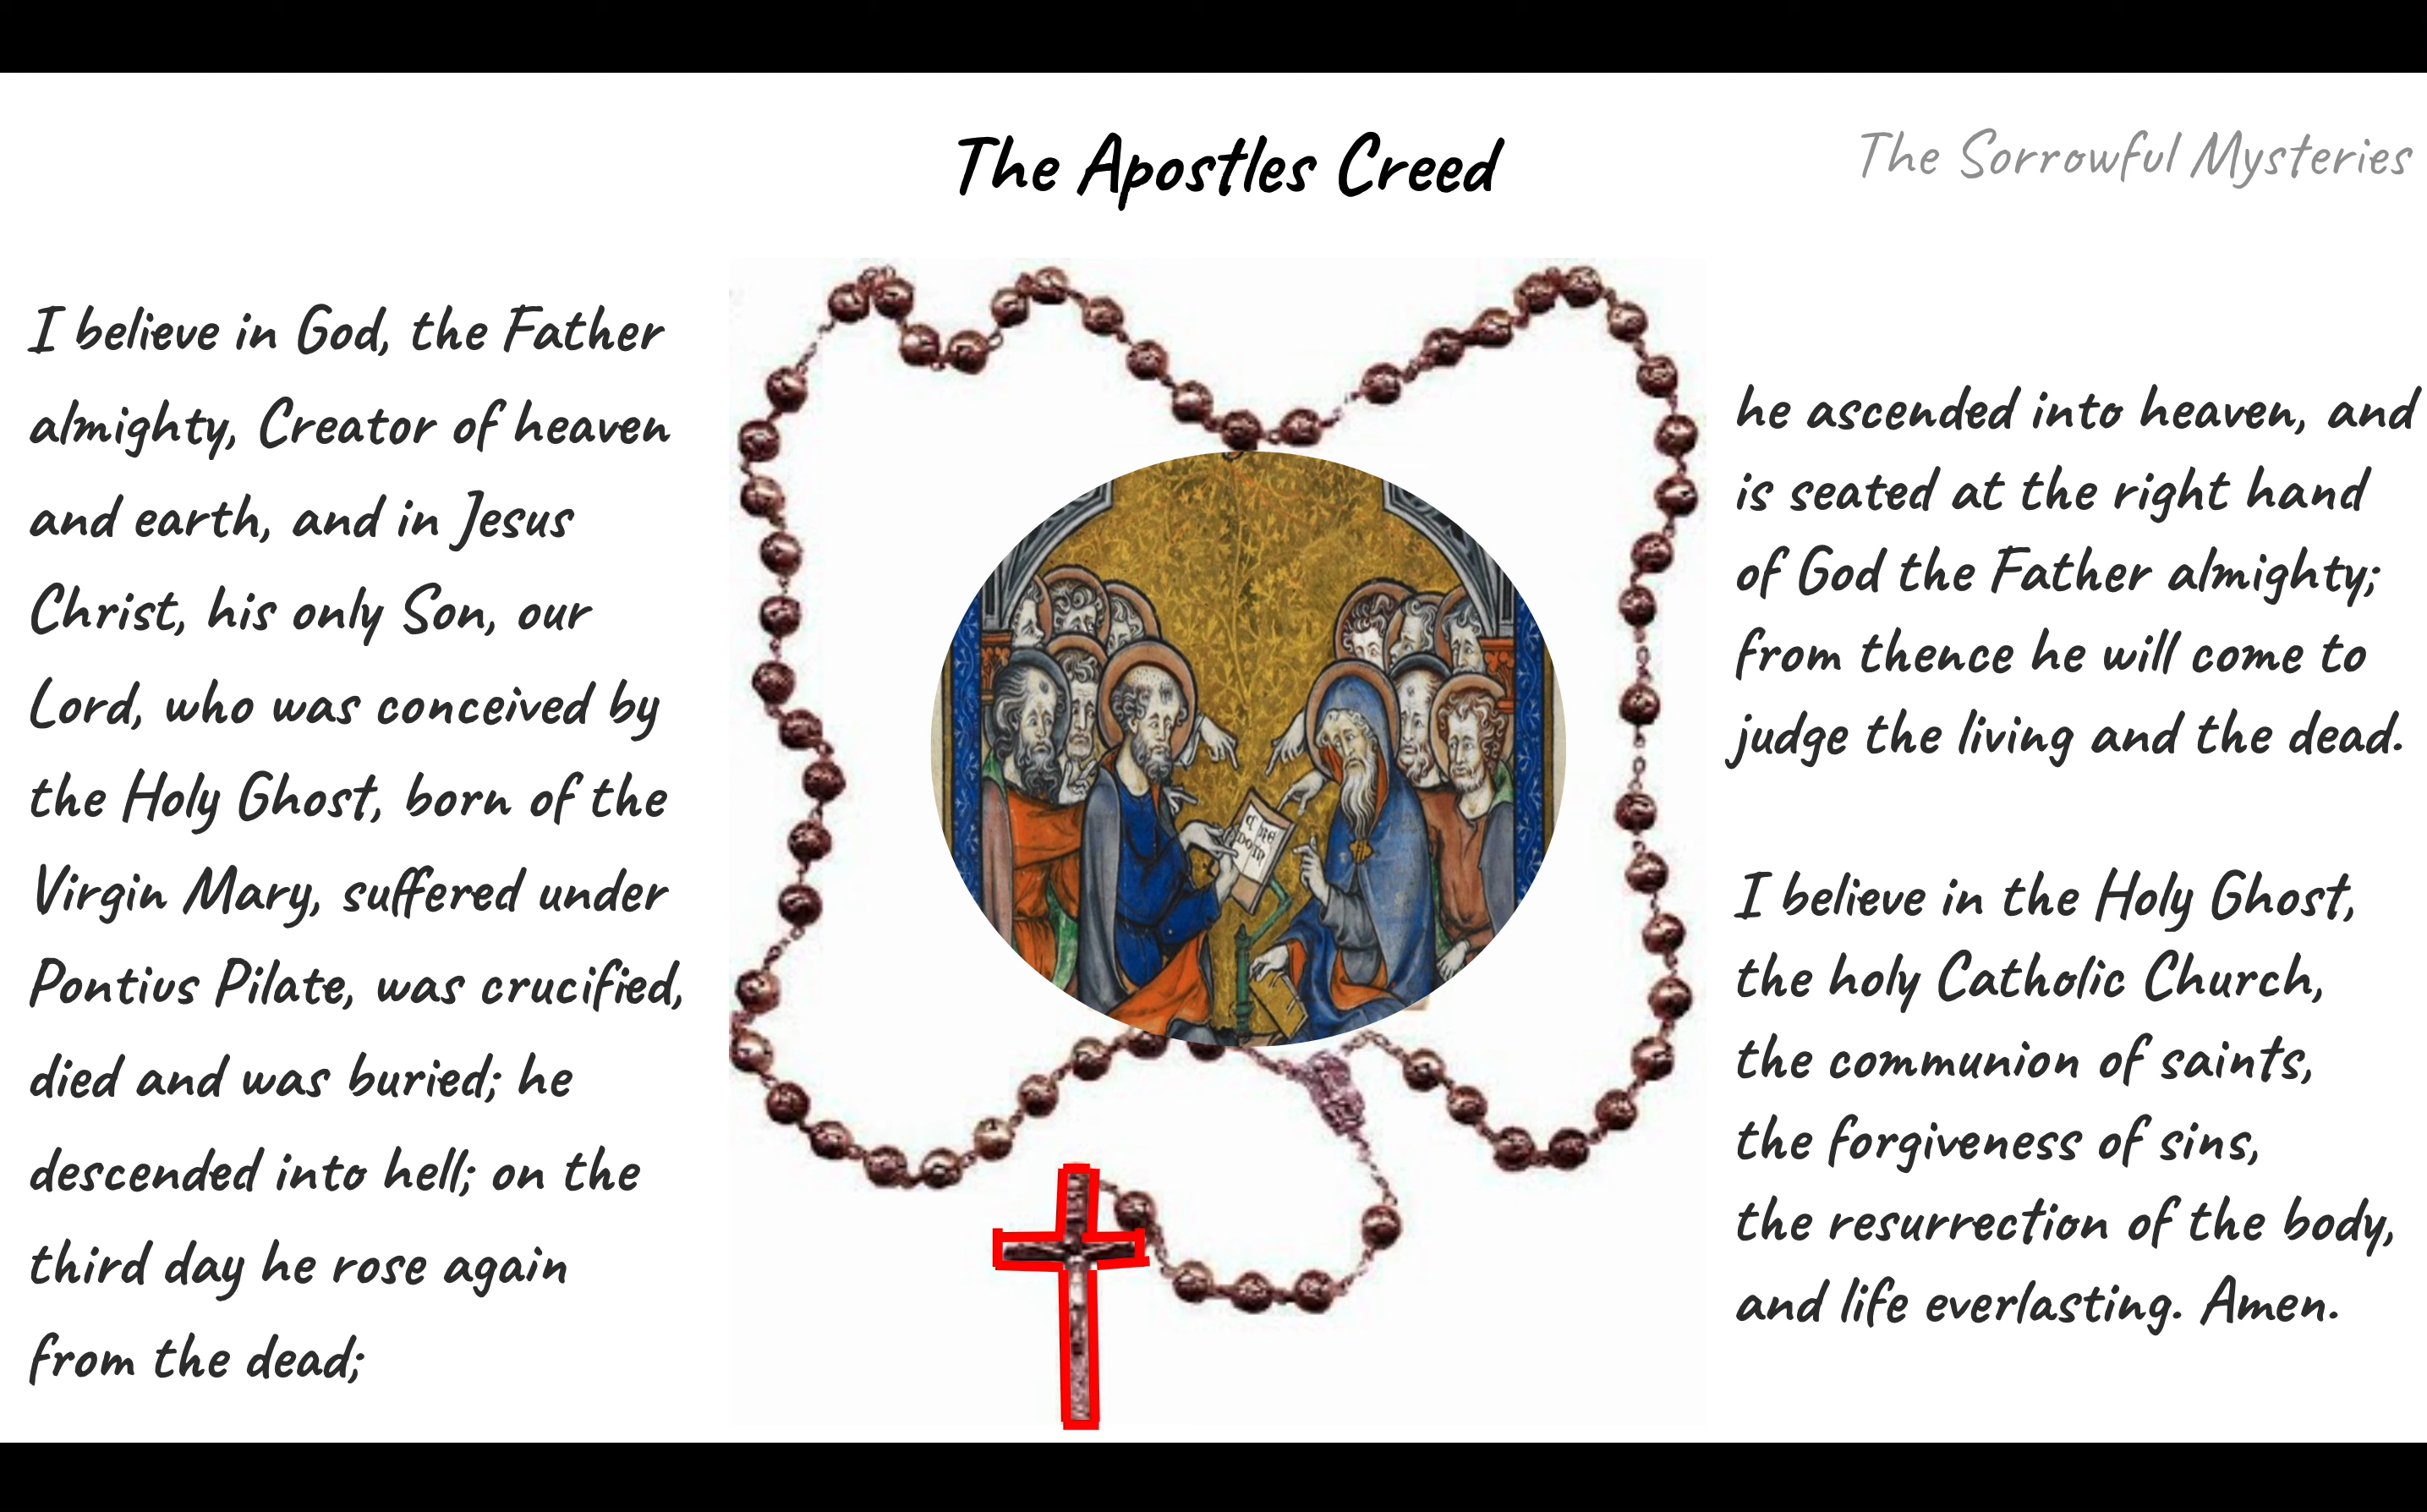 The Apostles Creed
The Sorrowful Mysteries
I believe in God, the Father
almighty, Creator of heaven
and earth, and in Jesus
Christ, his only Son, our
Lord, who was conceived by
the Holy Ghost, born of the
Virgin Mary, suffered under
Pontius Pilate, was crucified,
died and was buried; he
descended into hell; on the
third day he rose again
from the dead;
he ascended into heaven, and
is seated at the right hand
of God the Father almighty;
from thence he will come to
judge the living and the dead.
I believe in the Holy Ghost,
the holy Catholic Church,
the communion of saints,
the forgiveness of sins,
the resurrection of the body,
and life everlasting. Amen.